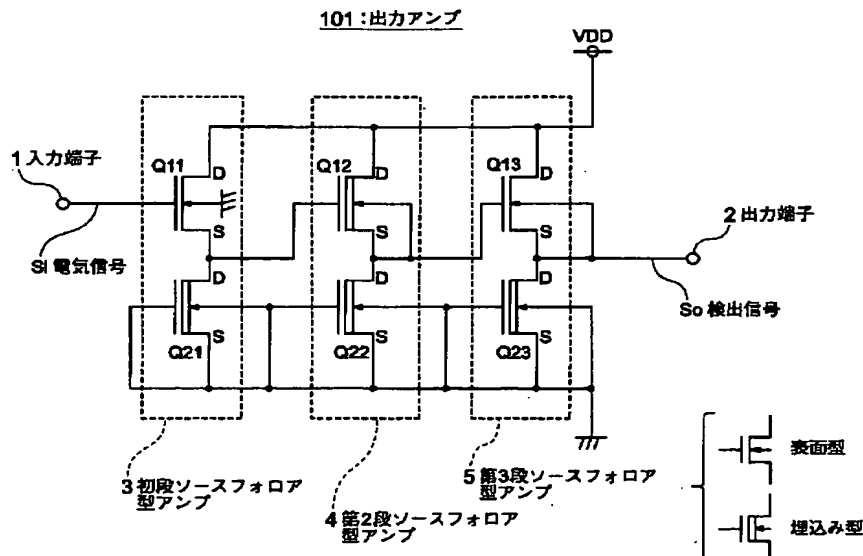 101:出力アンプ
VDD
1 入力端子
SI 電気信号
Q11
D
S
Q12
D
S
Q13
D
S
2 出力端子
So 検出信号
D
S
Q21
D
S
Q22
D
S
Q23
3 初段ソースフォロア
型アンプ
4 第2段ソースフォロア
型アンプ
5 第3段ソースフォロア
型アンプ
表面型
埋込み型